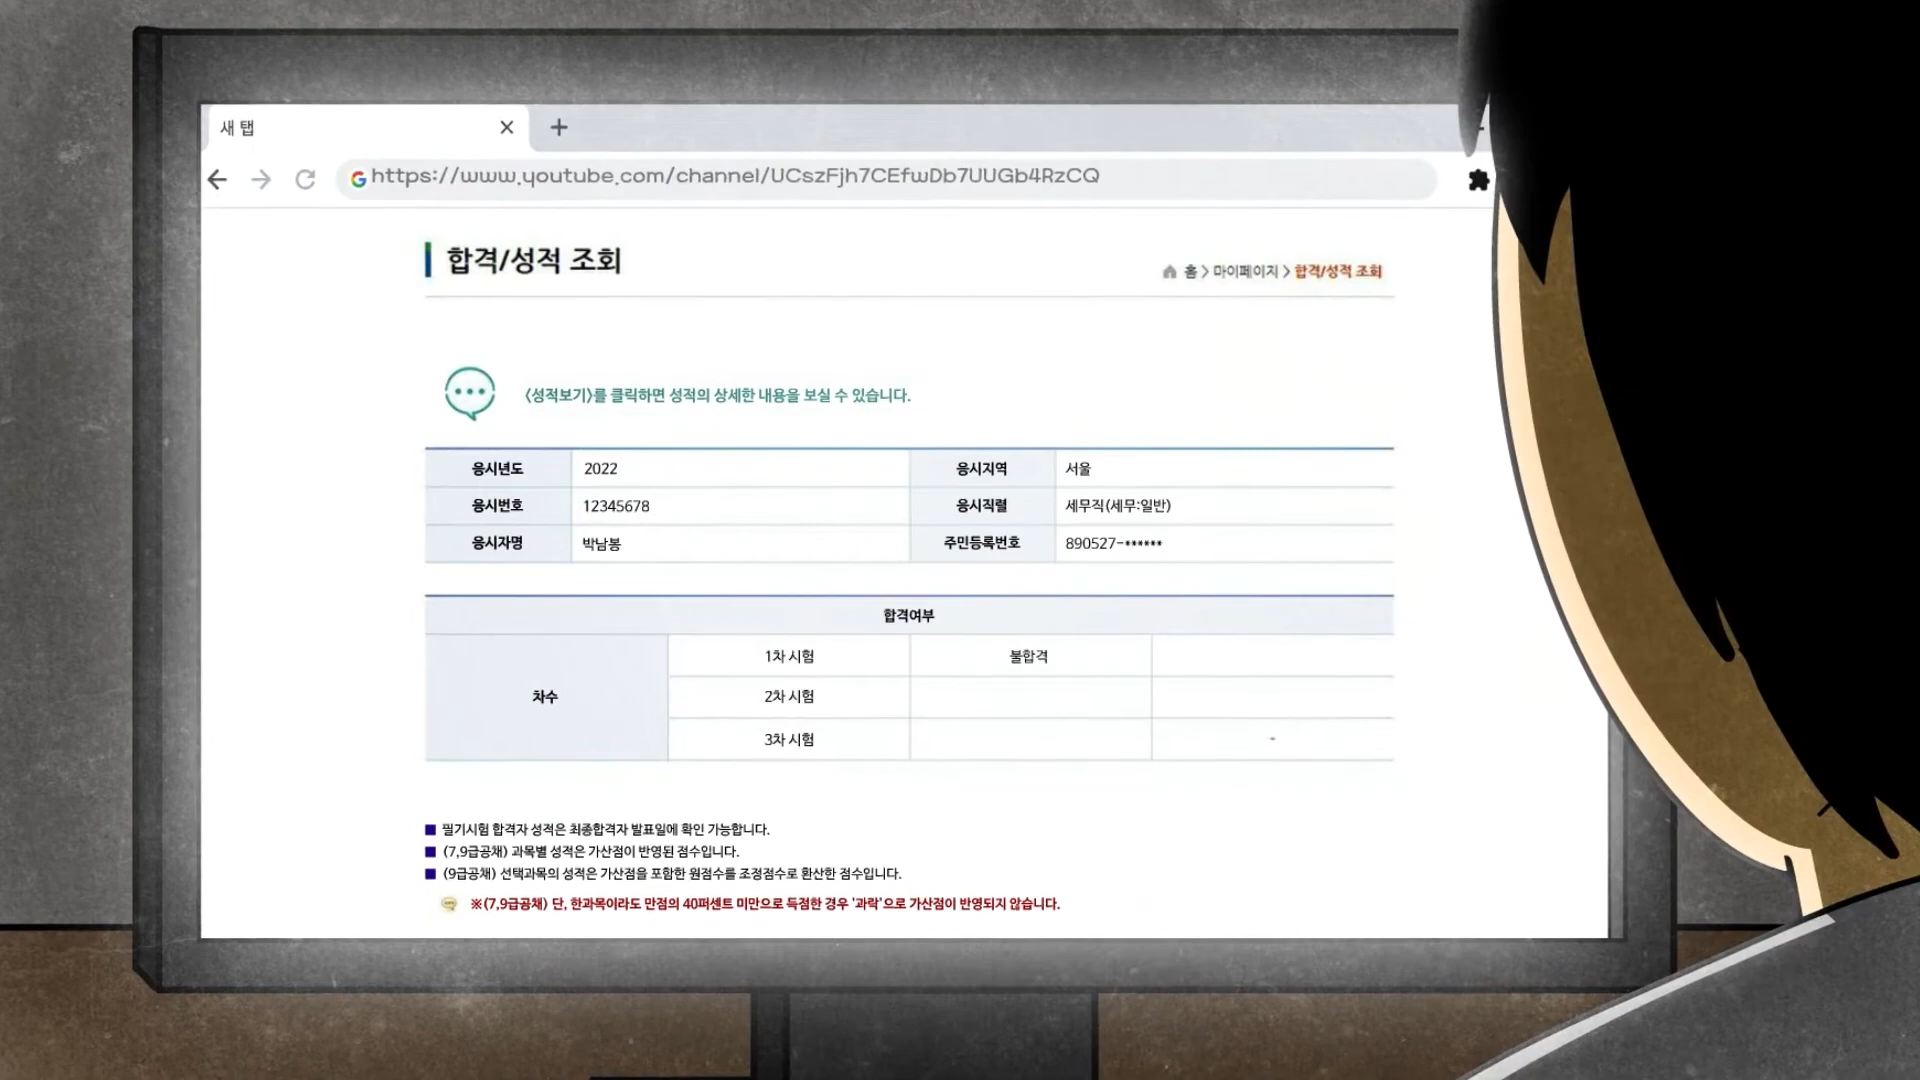 새 탭
https://www.youtube.com/channel/UCszFjh7CEfwDb7UUGb4RzCQ
합격/성적 조회
홈 > 마이페이지 > 합격/성적 조회
<성적보기>를 클릭하면 성적의 상세한 내용을 보실 수 있습니다.
응시년도 2022 응시지역 서울
응시번호 12345678 응시직렬 세무직(세무:일반)
응시자명 박남봉 주민등록번호 890527-******
합격여부
차수
1차 시험 불합격
2차 시험
3차 시험 -
필기시험 합격자 성적은 최종합격자 발표일에 확인 가능합니다.
(7,9급공채) 과목별 성적은 가산점이 반영된 점수입니다.
(9급공채) 선택과목의 성적은 가산점을 포함한 원점수를 조정점수로 환산한 점수입니다.
※(7,9급공채) 단, 한과목이라도 만점의 40퍼센트 미만으로 득점한 경우 '과락'으로 가산점이 반영되지 않습니다.